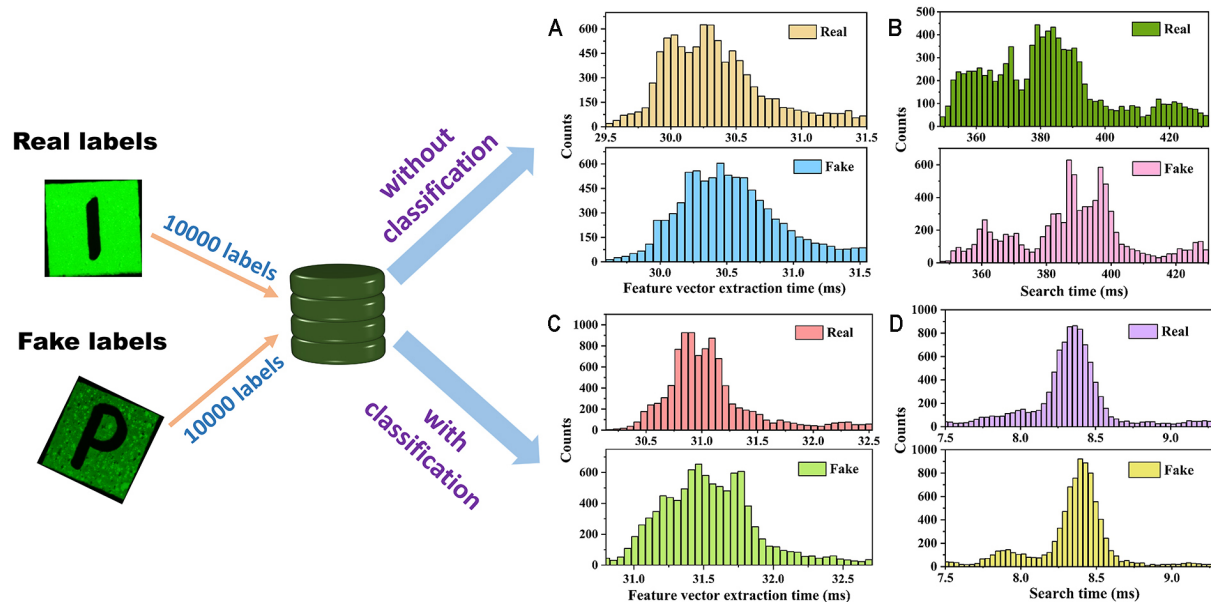 Real labels
10000 labels
Fake labels
10000 labels
without
classification
with
classification
A
Counts
600
450
300
150
0
Real
29.5 30.0 30.5 31.0 31.5
600
450
300
150
0
Fake
30.0 30.5 31.0 31.5
Feature vector extraction time (ms)
B
Counts
500
400
300
200
100
0
Real
360 380 400 420
600
400
200
0
Fake
360 380 400 420
Search time (ms)
C
Counts
1000
800
600
400
200
0
Real
30.5 31.0 31.5 32.0 32.5
600
400
200
0
Fake
31.0 31.5 32.0 32.5
Feature vector extraction time (ms)
D
Counts
1000
800
600
400
200
0
Real
7.5 8.0 8.5 9.0
1000
800
600
400
200
0
Fake
7.5 8.0 8.5 9.0
Search time (ms)